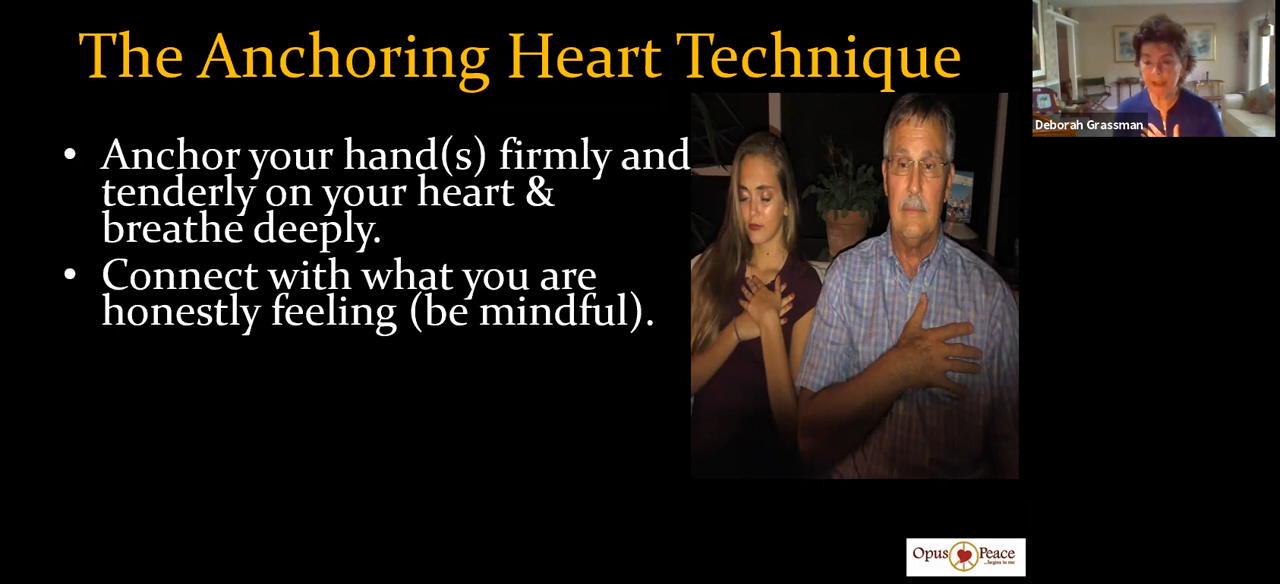 The Anchoring Heart Technique
Deborah Grassman
• Anchor your hand(s) firmly and
tenderly on your heart &
breathe deeply.
• Connect with what you are
honestly feeling (be mindful).
Opus Peace
...begins in me